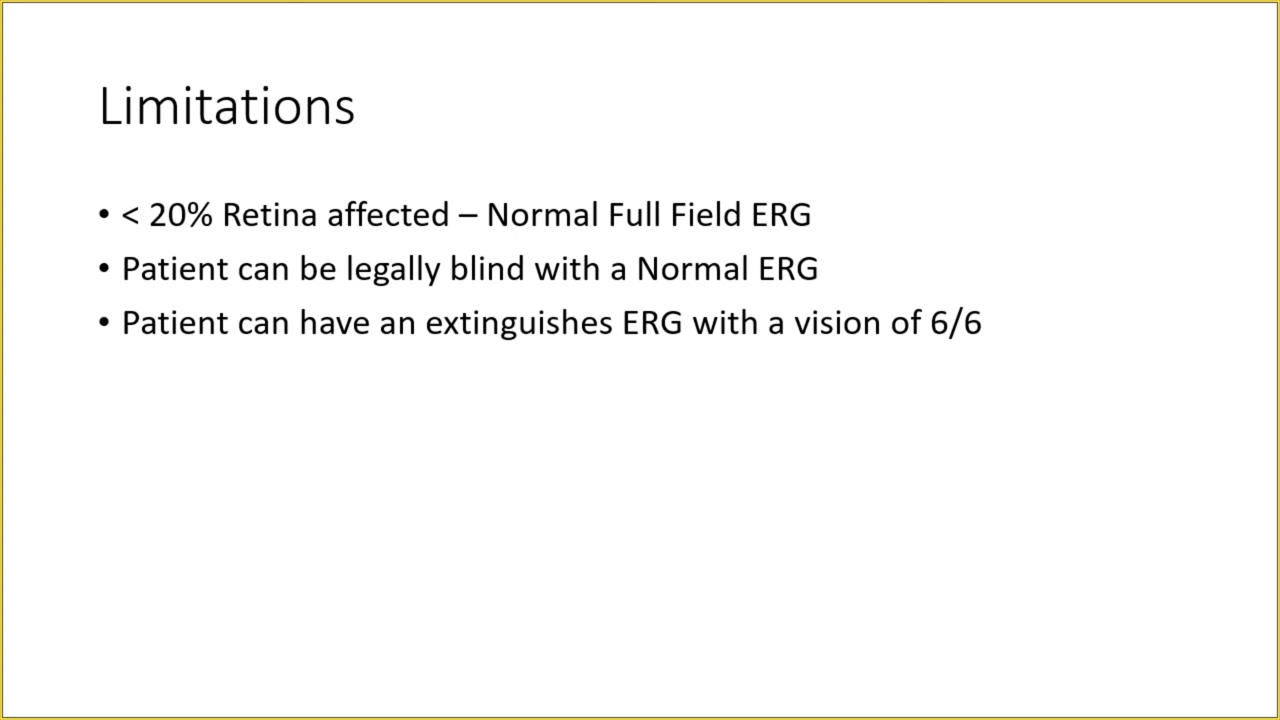 Limitations
• < 20% Retina affected – Normal Full Field ERG
• Patient can be legally blind with a Normal ERG
• Patient can have an extinguishes ERG with a vision of 6/6